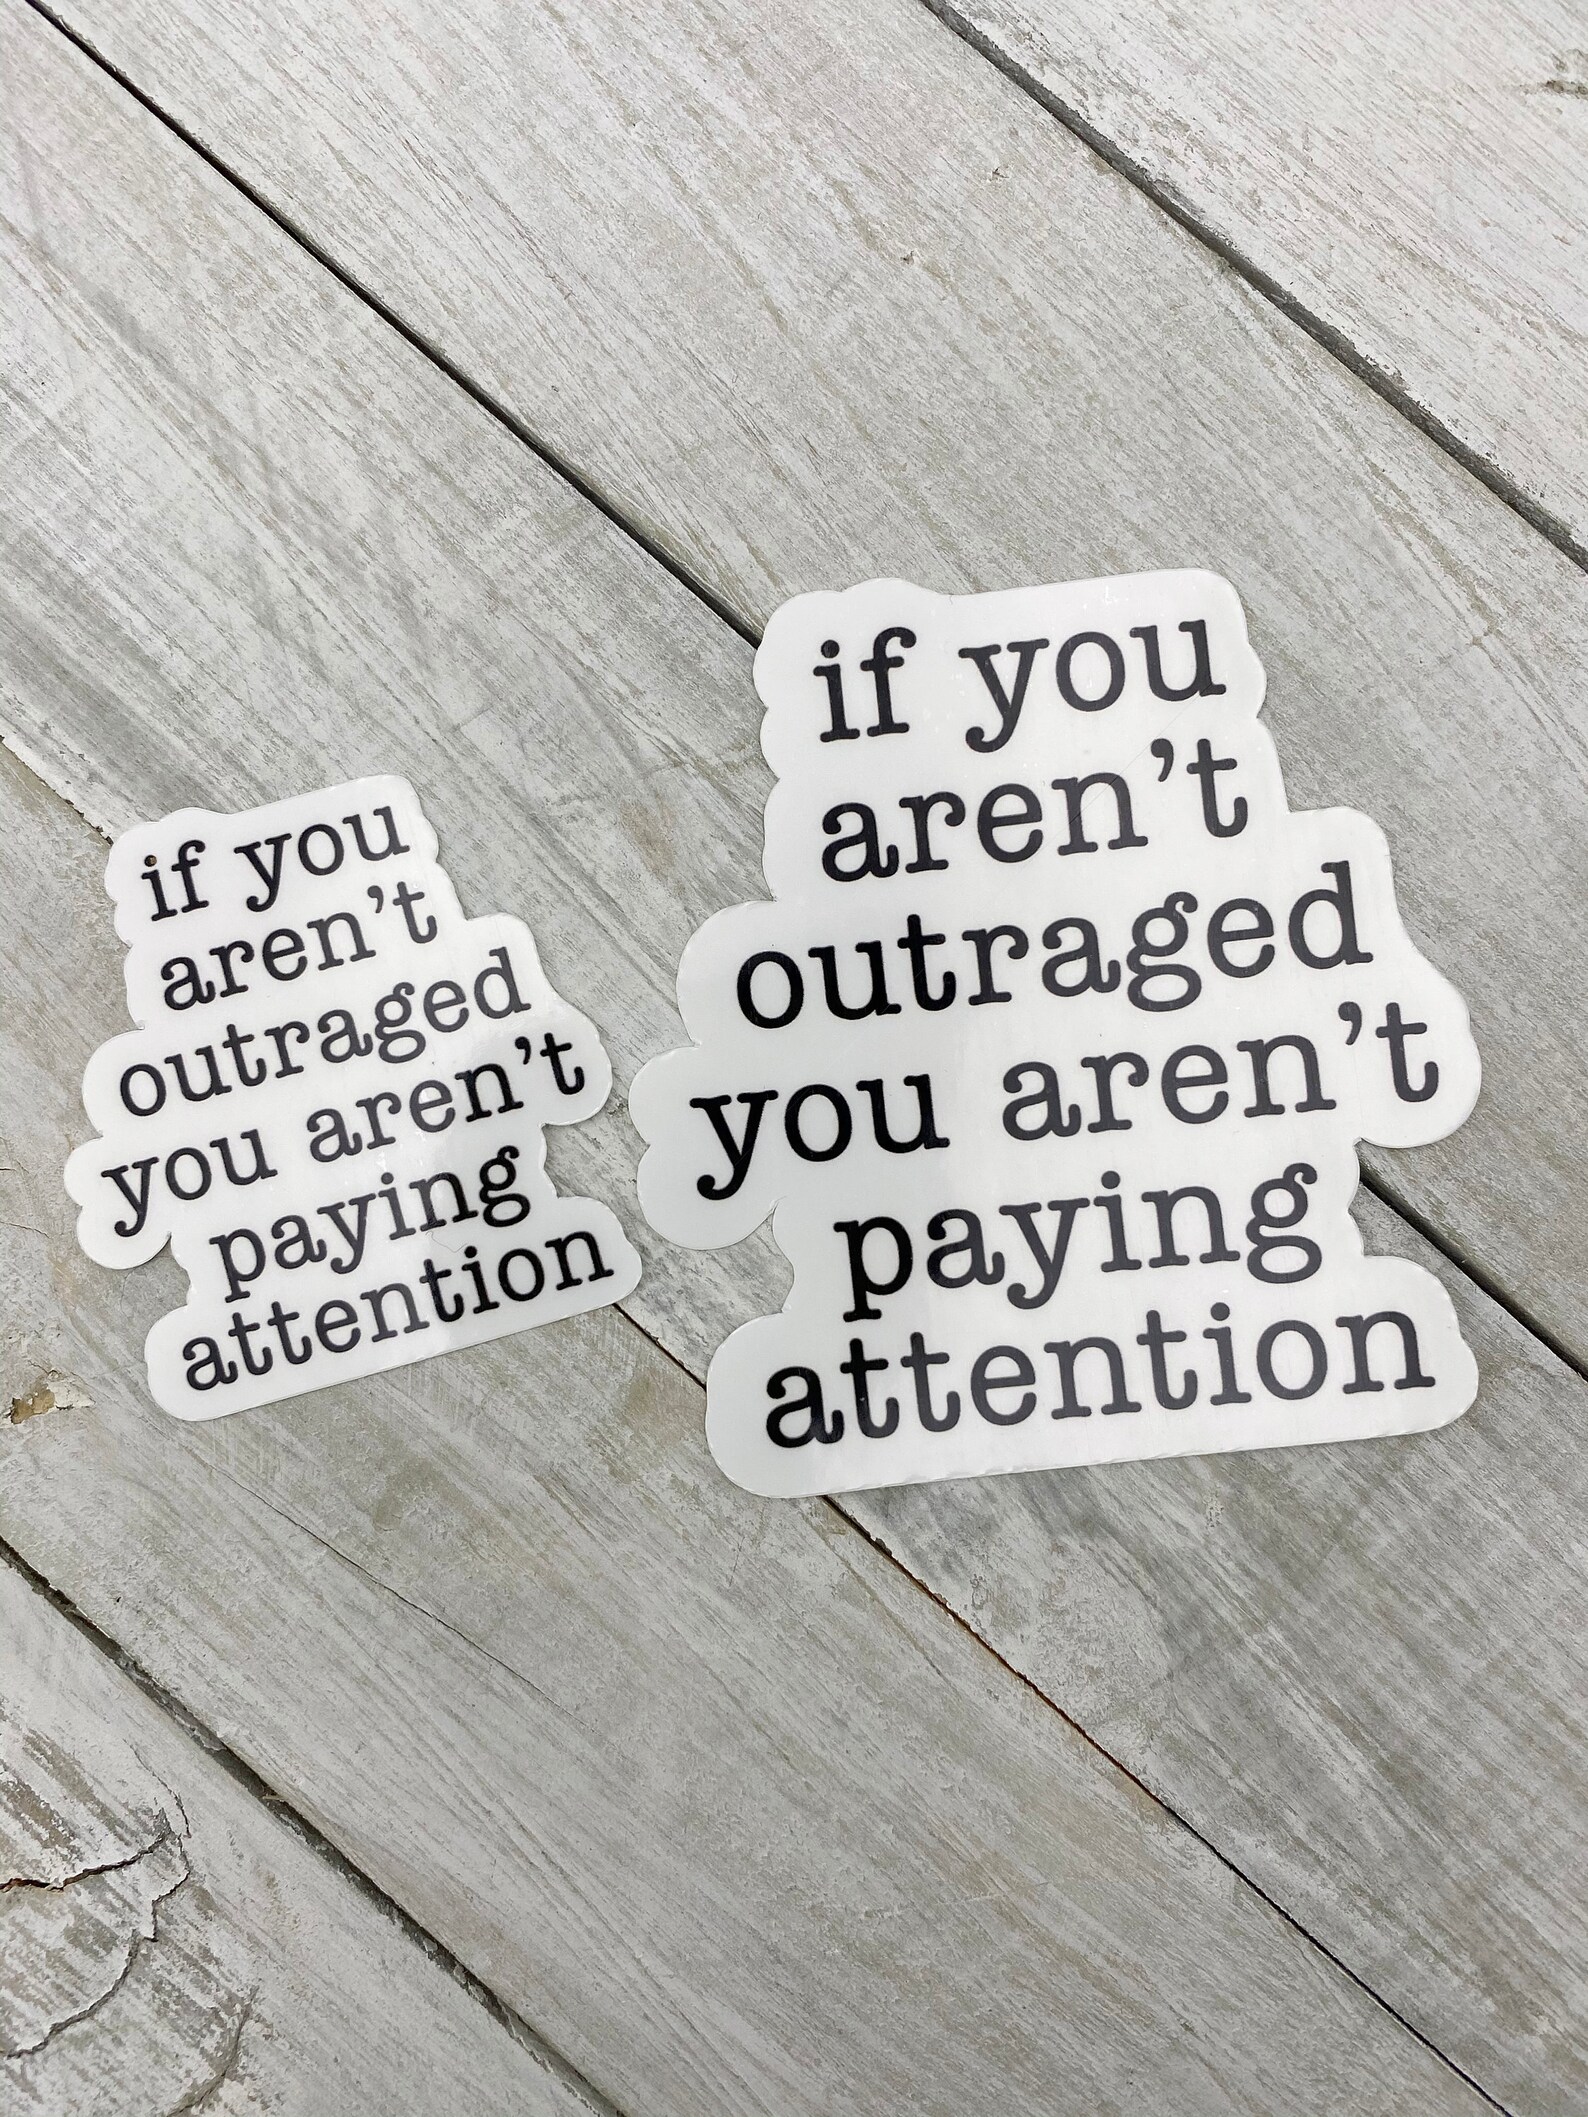 if you
aren't
outraged
you aren't
paying
attention
if you
aren't
outraged
you aren't
paying
attention